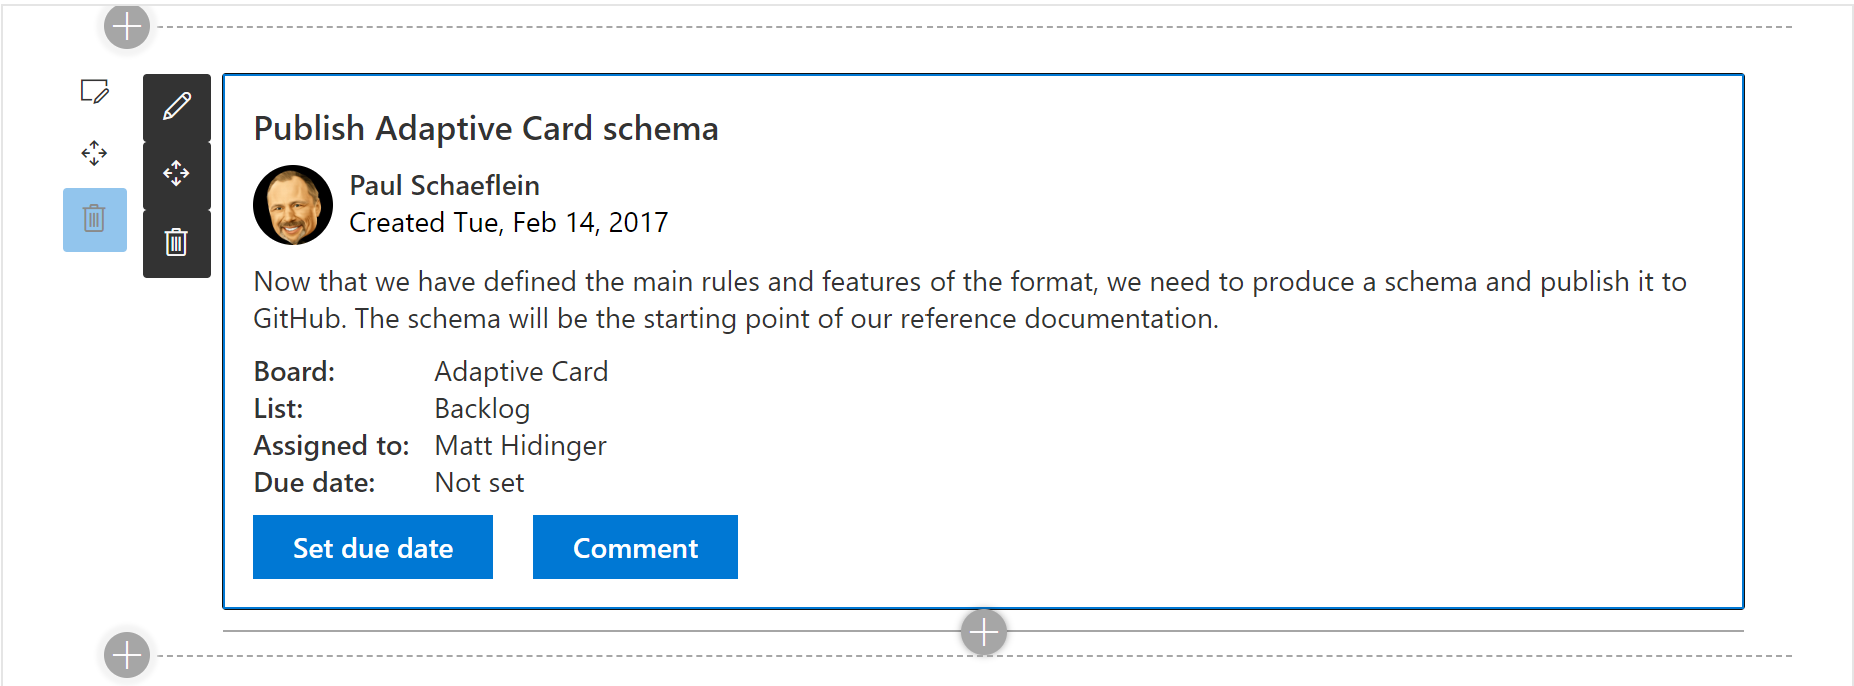 Publish Adaptive Card schema
Paul Schaeflein
Created Tue, Feb 14, 2017
Now that we have defined the main rules and features of the format, we need to produce a schema and publish it to
GitHub. The schema will be the starting point of our reference documentation.
Board: Adaptive Card
List: Backlog
Assigned to: Matt Hidinger
Due date: Not set
Set due date Comment